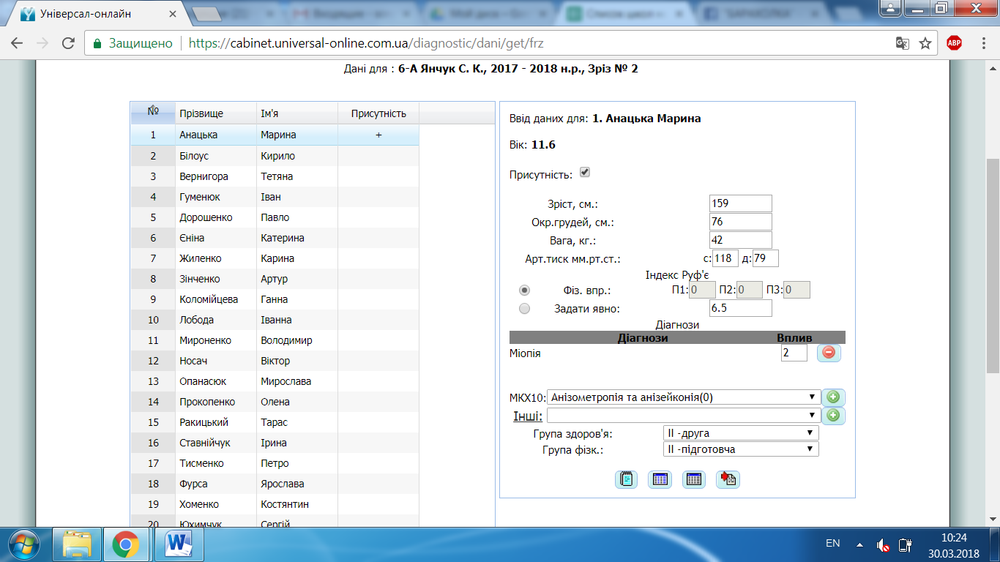 Універсал-онлайн
Защищено
https://cabinet.universal-online.com.ua/diagnostic/dani/get/frz
ABP
Дані для : 6-А Янчук С. К., 2017 - 2018 н.р., Зріз № 2
№ Прізвище Ім'я Присутність
1 Анацька Марина +
2 Білоус Кирило
3 Вернигора Тетяна
4 Гуменюк Іван
5 Дорошенко Павло
6 Єніна Катерина
7 Жиленко Карина
8 Зінченко Артур
9 Коломійцева Ганна
10 Лобода Іванна
11 Мироненко Володимир
12 Носач Віктор
13 Опанасюк Мирослава
14 Прокопенко Олена
15 Ракицький Тарас
16 Ставнійчук Ірина
17 Тисменко Петро
18 Фурса Ярослава
19 Хоменко Костянтин
20 Юхимчук Сергій
Ввід даних для: 1. Анацька Марина
Вік: 11.6
Присутність:
Зріст, см.: 159
Окр.грудей, см.: 76
Вага, кг.: 42
Арт.тиск мм.рт.ст.: с: 118 д: 79
Індекс Руф'є
Фіз. впр.: П1: 0 П2: 0 П3: 0
Задати явно: 6.5
Діагнози
Діагнози Вплив
Міопія 2
МКХ10: Анізометропія та анізейконія(0)
Інші:
Група здоров'я: II -друга
Група фізк.: II -підготовча
EN
10:24
30.03.2018